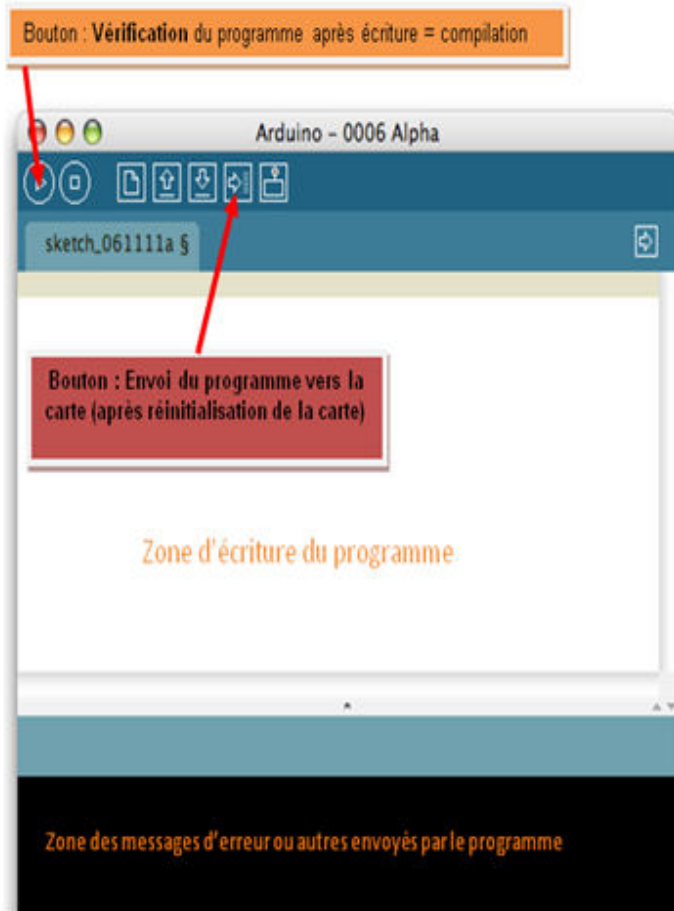 Bouton : Vérification du programme après écriture = compilation
Arduino – 0006 Alpha
sketch_061111a §
Bouton : Envoi du programme vers la
carte (après réinitialisation de la carte)
Zone d'écriture du programme
Zone des messages d'erreur ou autres envoyés par le programme